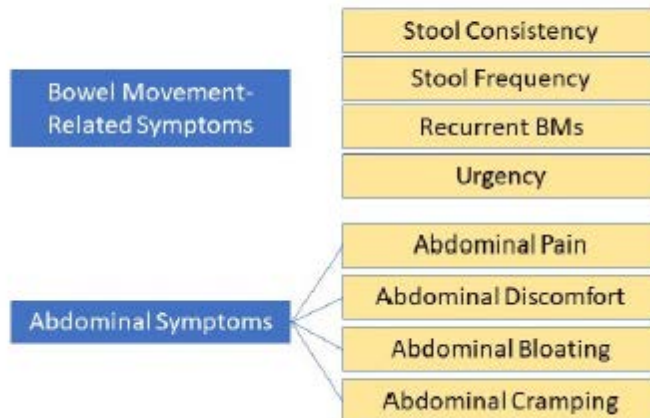 Bowel Movement-
Related Symptoms
Stool Consistency
Stool Frequency
Recurrent BMs
Urgency
Abdominal Symptoms
Abdominal Pain
Abdominal Discomfort
Abdominal Bloating
Abdominal Cramping